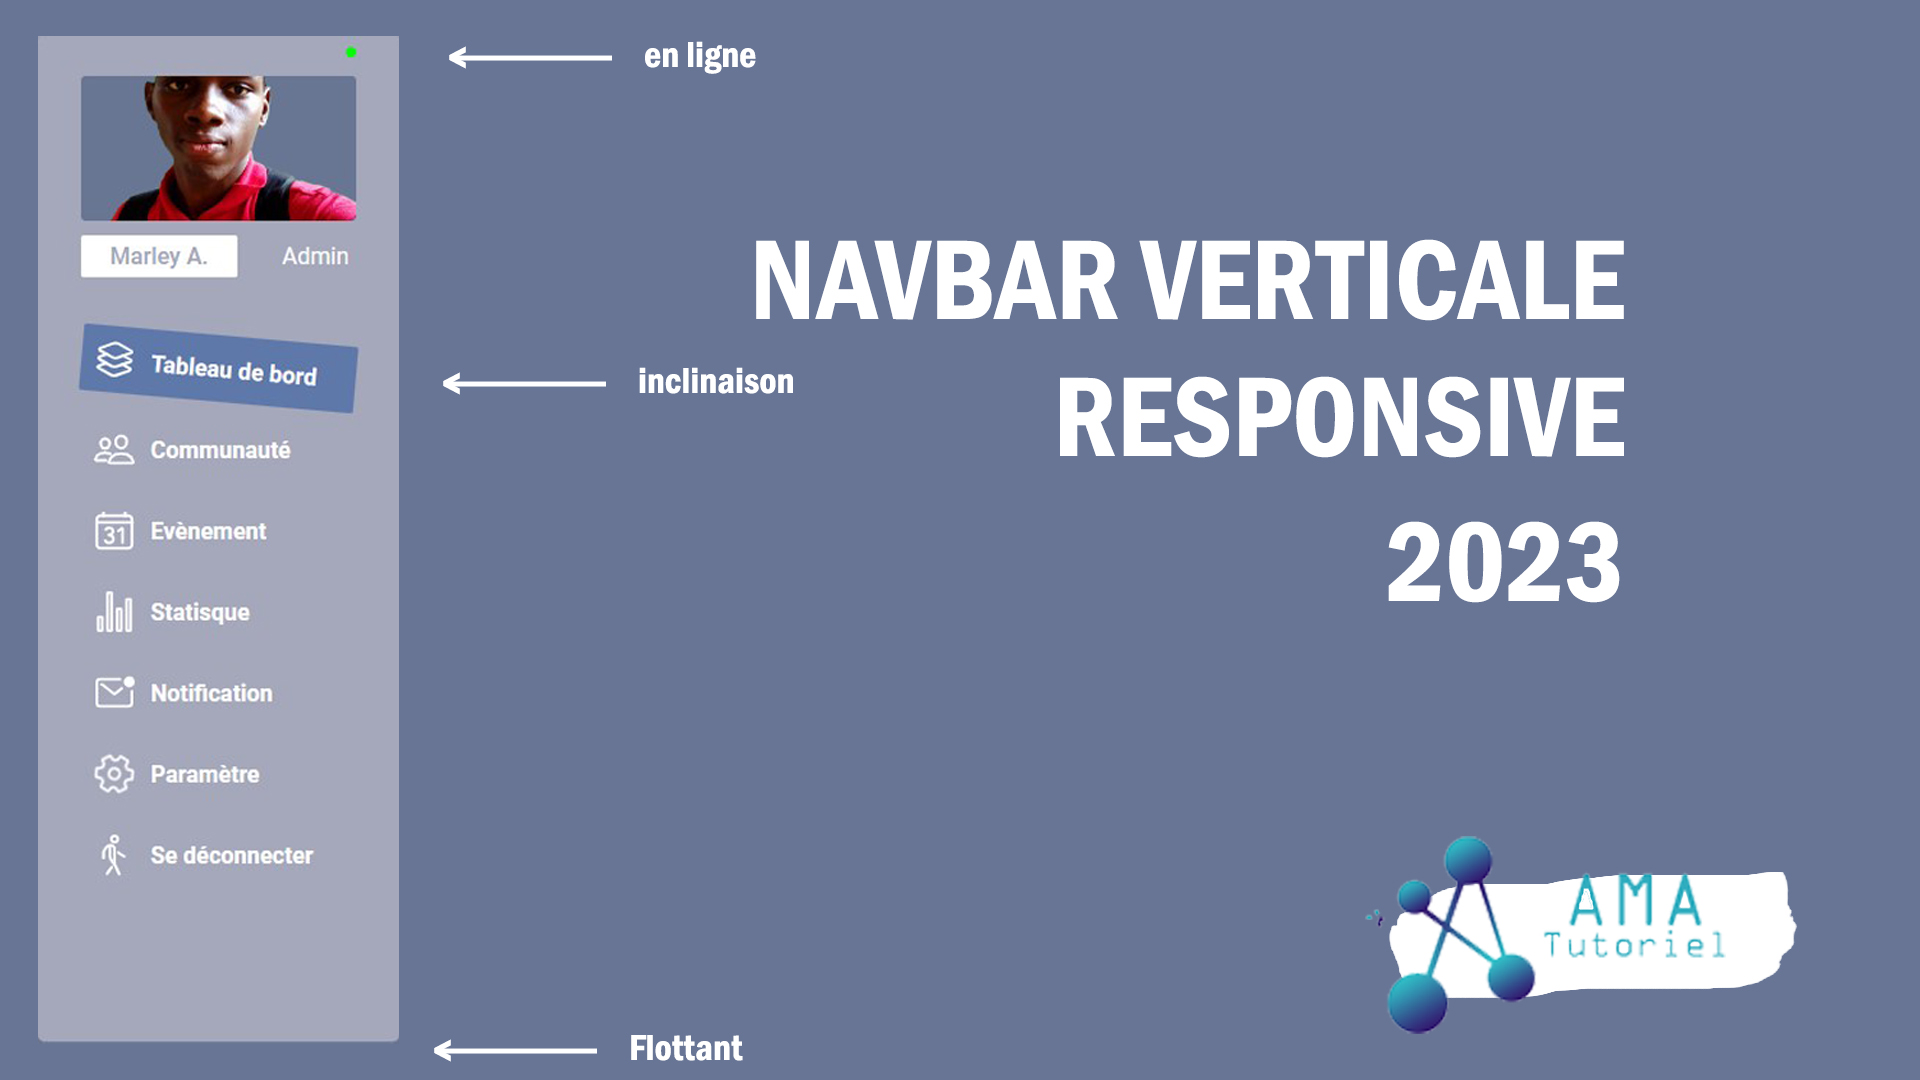 en ligne
Marley A. Admin
NAVBAR VERTICALE
RESPONSIVE
2023
Tableau de bord
inclinaison
Communauté
31
Evènement
Statisque
Notification
Paramètre
Se déconnecter
AMA
Tutoriel
Flottant